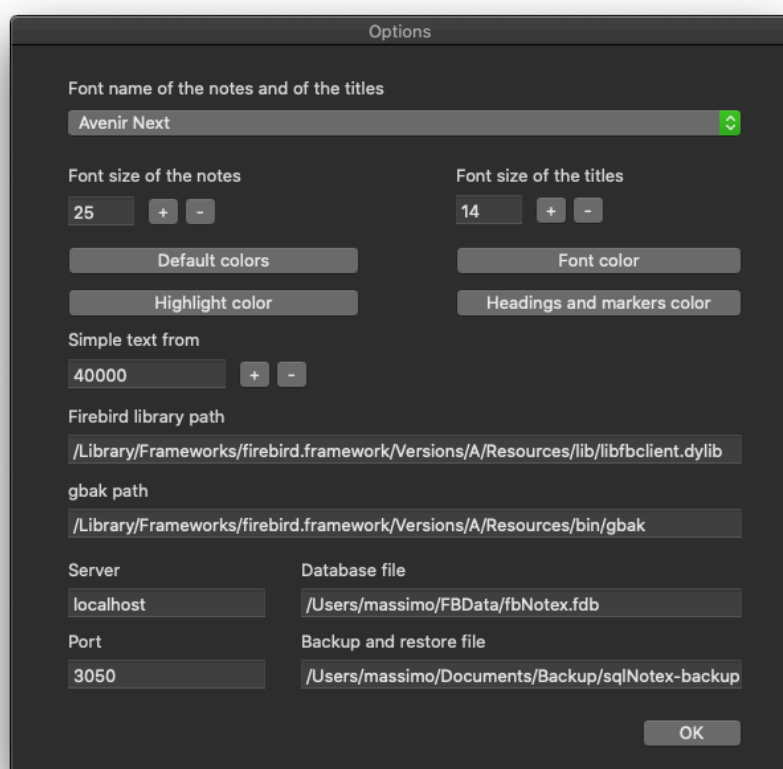 Options
Font name of the notes and of the titles
Avenir Next
Font size of the notes
Font size of the titles
25 + -
14 + -
Default colors
Font color
Highlight color
Headings and markers color
Simple text from
40000 + -
Firebird library path
/Library/Frameworks/firebird.framework/Versions/A/Resources/lib/libfbclient.dylib
gbak path
/Library/Frameworks/firebird.framework/Versions/A/Resources/bin/gbak
Server
Database file
localhost
/Users/massimo/FBData/fbNotex.fdb
Port
Backup and restore file
3050
/Users/massimo/Documents/Backup/sqlNotex-backup
OK